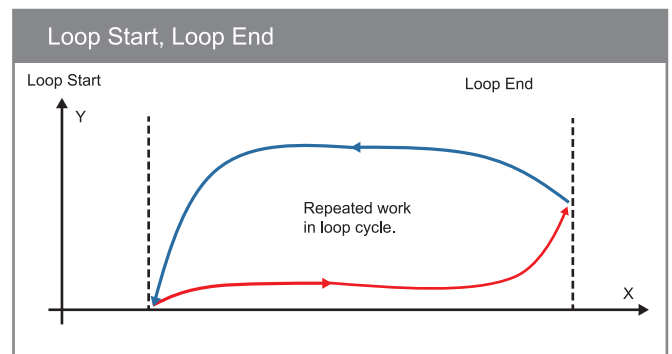 Loop Start, Loop End
Loop Start
Loop End
Y
Repeated work
in loop cycle.
X